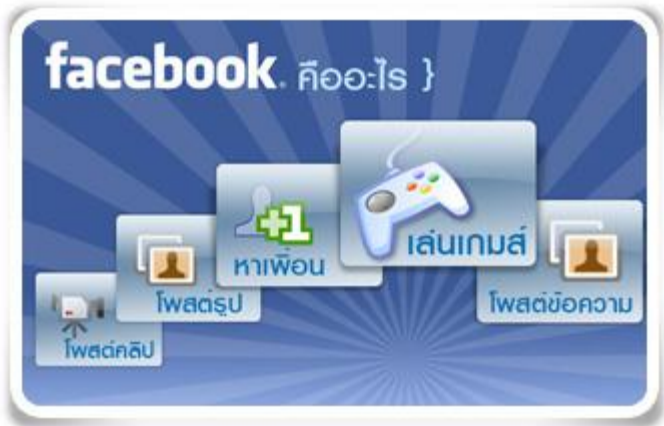 facebook. คืออะไร }
เล่นเกมส์
หาเพื่อน
โพสต์รูป
โพสต์ข้อความ
โพสต์คลิป